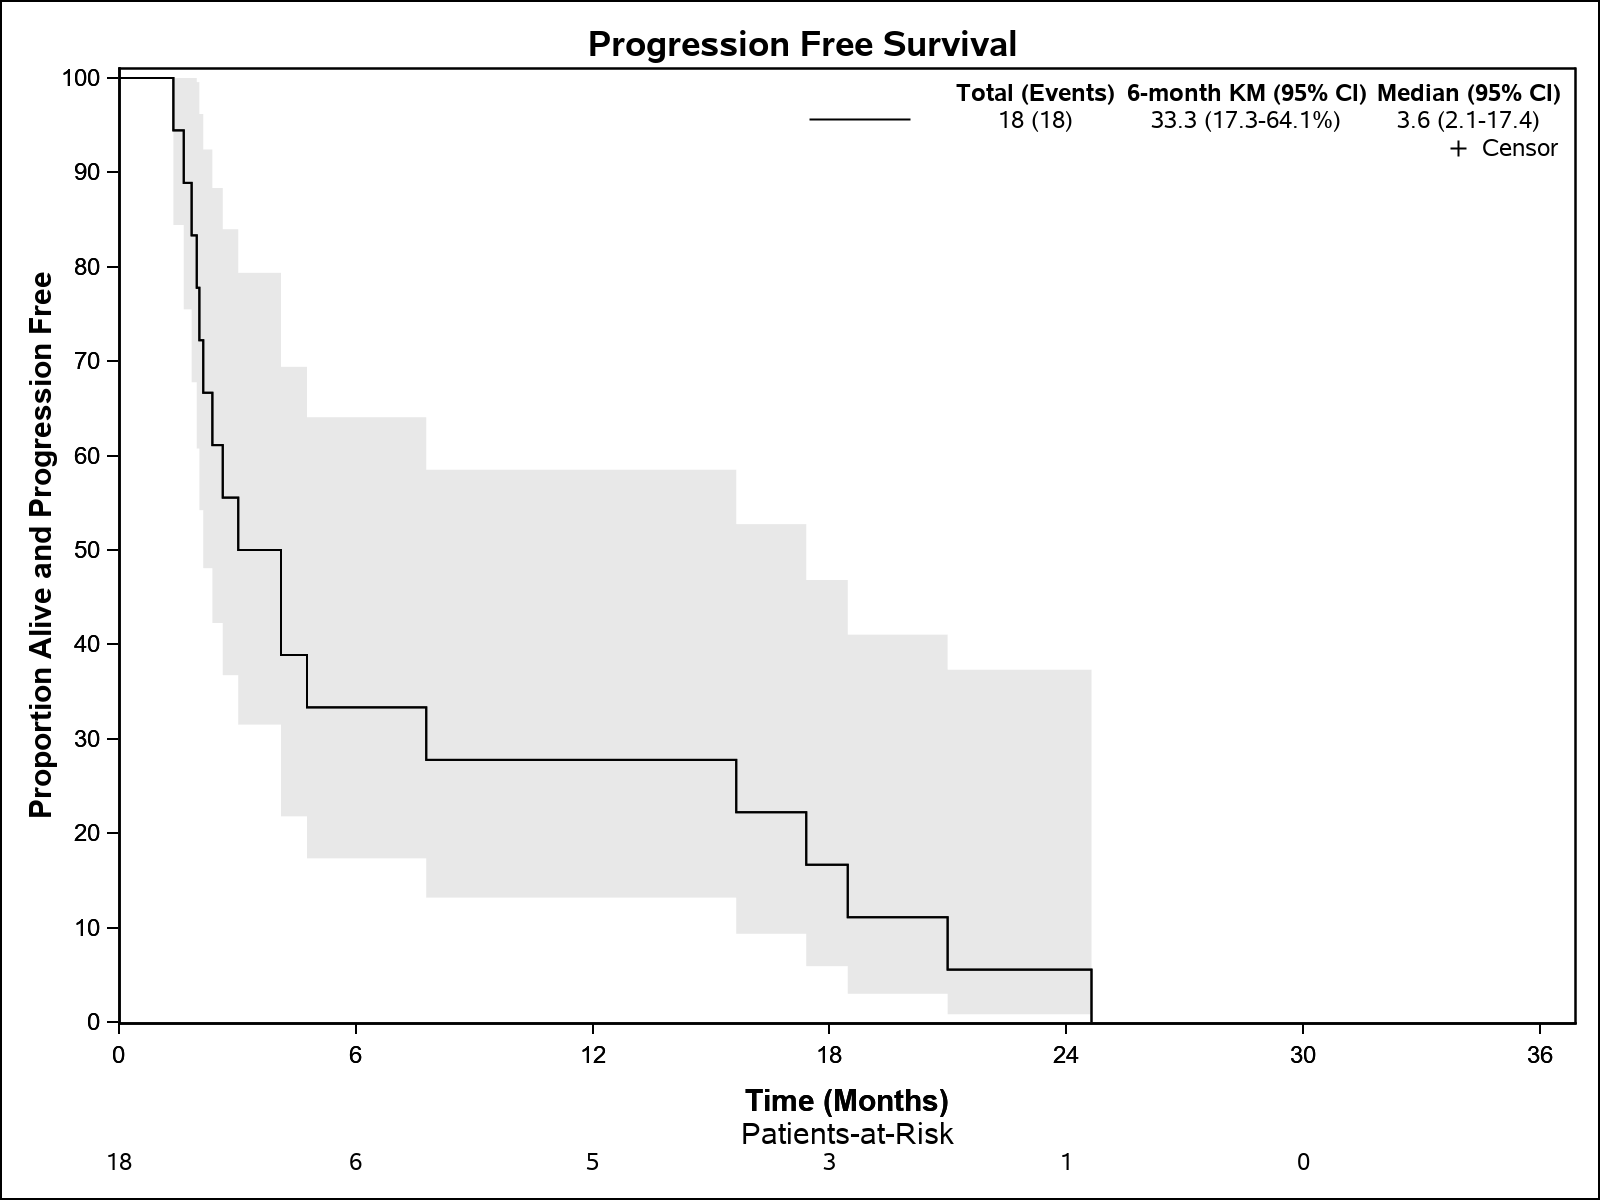 Progression Free Survival
Total (Events) 6-month KM (95% CI) Median (95% CI)
18 (18) 33.3 (17.3-64.1%) 3.6 (2.1-17.4)
+ Censor
Proportion Alive and Progression Free
100
90
80
70
60
50
40
30
20
10
0
0 6 12 18 24 30 36
Time (Months)
Patients-at-Risk
18 6 5 3 1 0